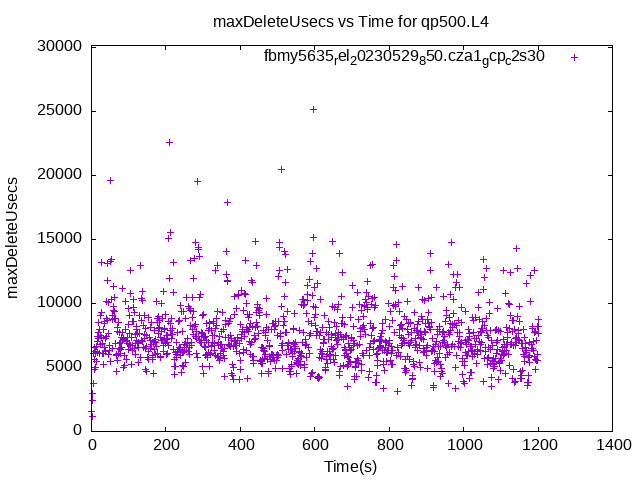 maxDeleteUsecs vs Time for qp500.L4
30000
fbmy5635rel20230529850.cza1gcpc2s30
25000
20000
maxDeleteUsecs
15000
10000
5000
0
0 200 400 600 800 1000 1200 1400
Time(s)